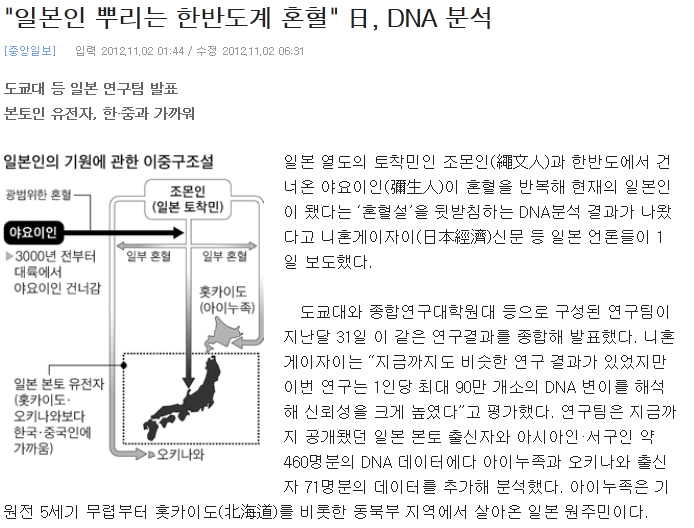 "일본인 뿌리는 한반도계 혼혈" 日, DNA 분석
[중앙일보] 입력 2012.11.02 01:44 / 수정 2012.11.02 06:31
도쿄대 등 일본 연구팀 발표
본토인 유전자, 한·중과 가까워
일본인의 기원에 관한 이중구조설
광범위한 혼혈
조몬인
(일본 토착민)
야요이인
▶3000년 전부터
대륙에서
야요이인 건너감
일부 혼혈
일부 혼혈
홋카이도
(아이누족)
일본 본토 유전자
(홋카이도·
오키나와보다
한국·중국인에
가까움)
오키나와
일본 열도의 토착민인 조몬인(繩文人)과 한반도에서 건
너온 야요이인(彌生人)이 혼혈을 반복해 현재의 일본인
이 됐다는 ‘혼혈설’을 뒷받침하는 DNA분석 결과가 나왔
다고 니혼게이자이(日本經濟)신문 등 일본 언론들이 1
일 보도했다.
도쿄대와 종합연구대학원대 등으로 구성된 연구팀이
지난달 31일 이 같은 연구결과를 종합해 발표했다. 니혼
게이자이는 “지금까지도 비슷한 연구 결과가 있었지만
이번 연구는 1인당 최대 90만 개소의 DNA 변이를 해석
해 신뢰성을 크게 높였다”고 평가했다. 연구팀은 지금까
지 공개됐던 일본 본토 출신자와 아시아인·서구인 약
460명분의 DNA 데이터에다 아이누족과 오키나와 출신
자 71명분의 데이터를 추가해 분석했다. 아이누족은 기
원전 5세기 무렵부터 홋카이도(北海道)를 비롯한 동북부 지역에서 살아온 일본 원주민이다.